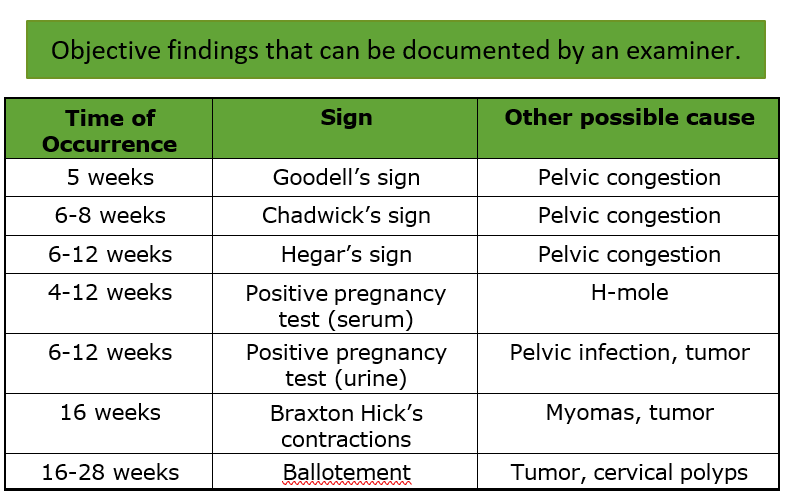 Objective findings that can be documented by an examiner.
Time of Occurrence Sign Other possible cause
5 weeks Goodell’s sign Pelvic congestion
6-8 weeks Chadwick’s sign Pelvic congestion
6-12 weeks Hegar’s sign Pelvic congestion
4-12 weeks Positive pregnancy test (serum) H-mole
6-12 weeks Positive pregnancy test (urine) Pelvic infection, tumor
16 weeks Braxton Hick’s contractions Myomas, tumor
16-28 weeks Ballotement Tumor, cervical polyps